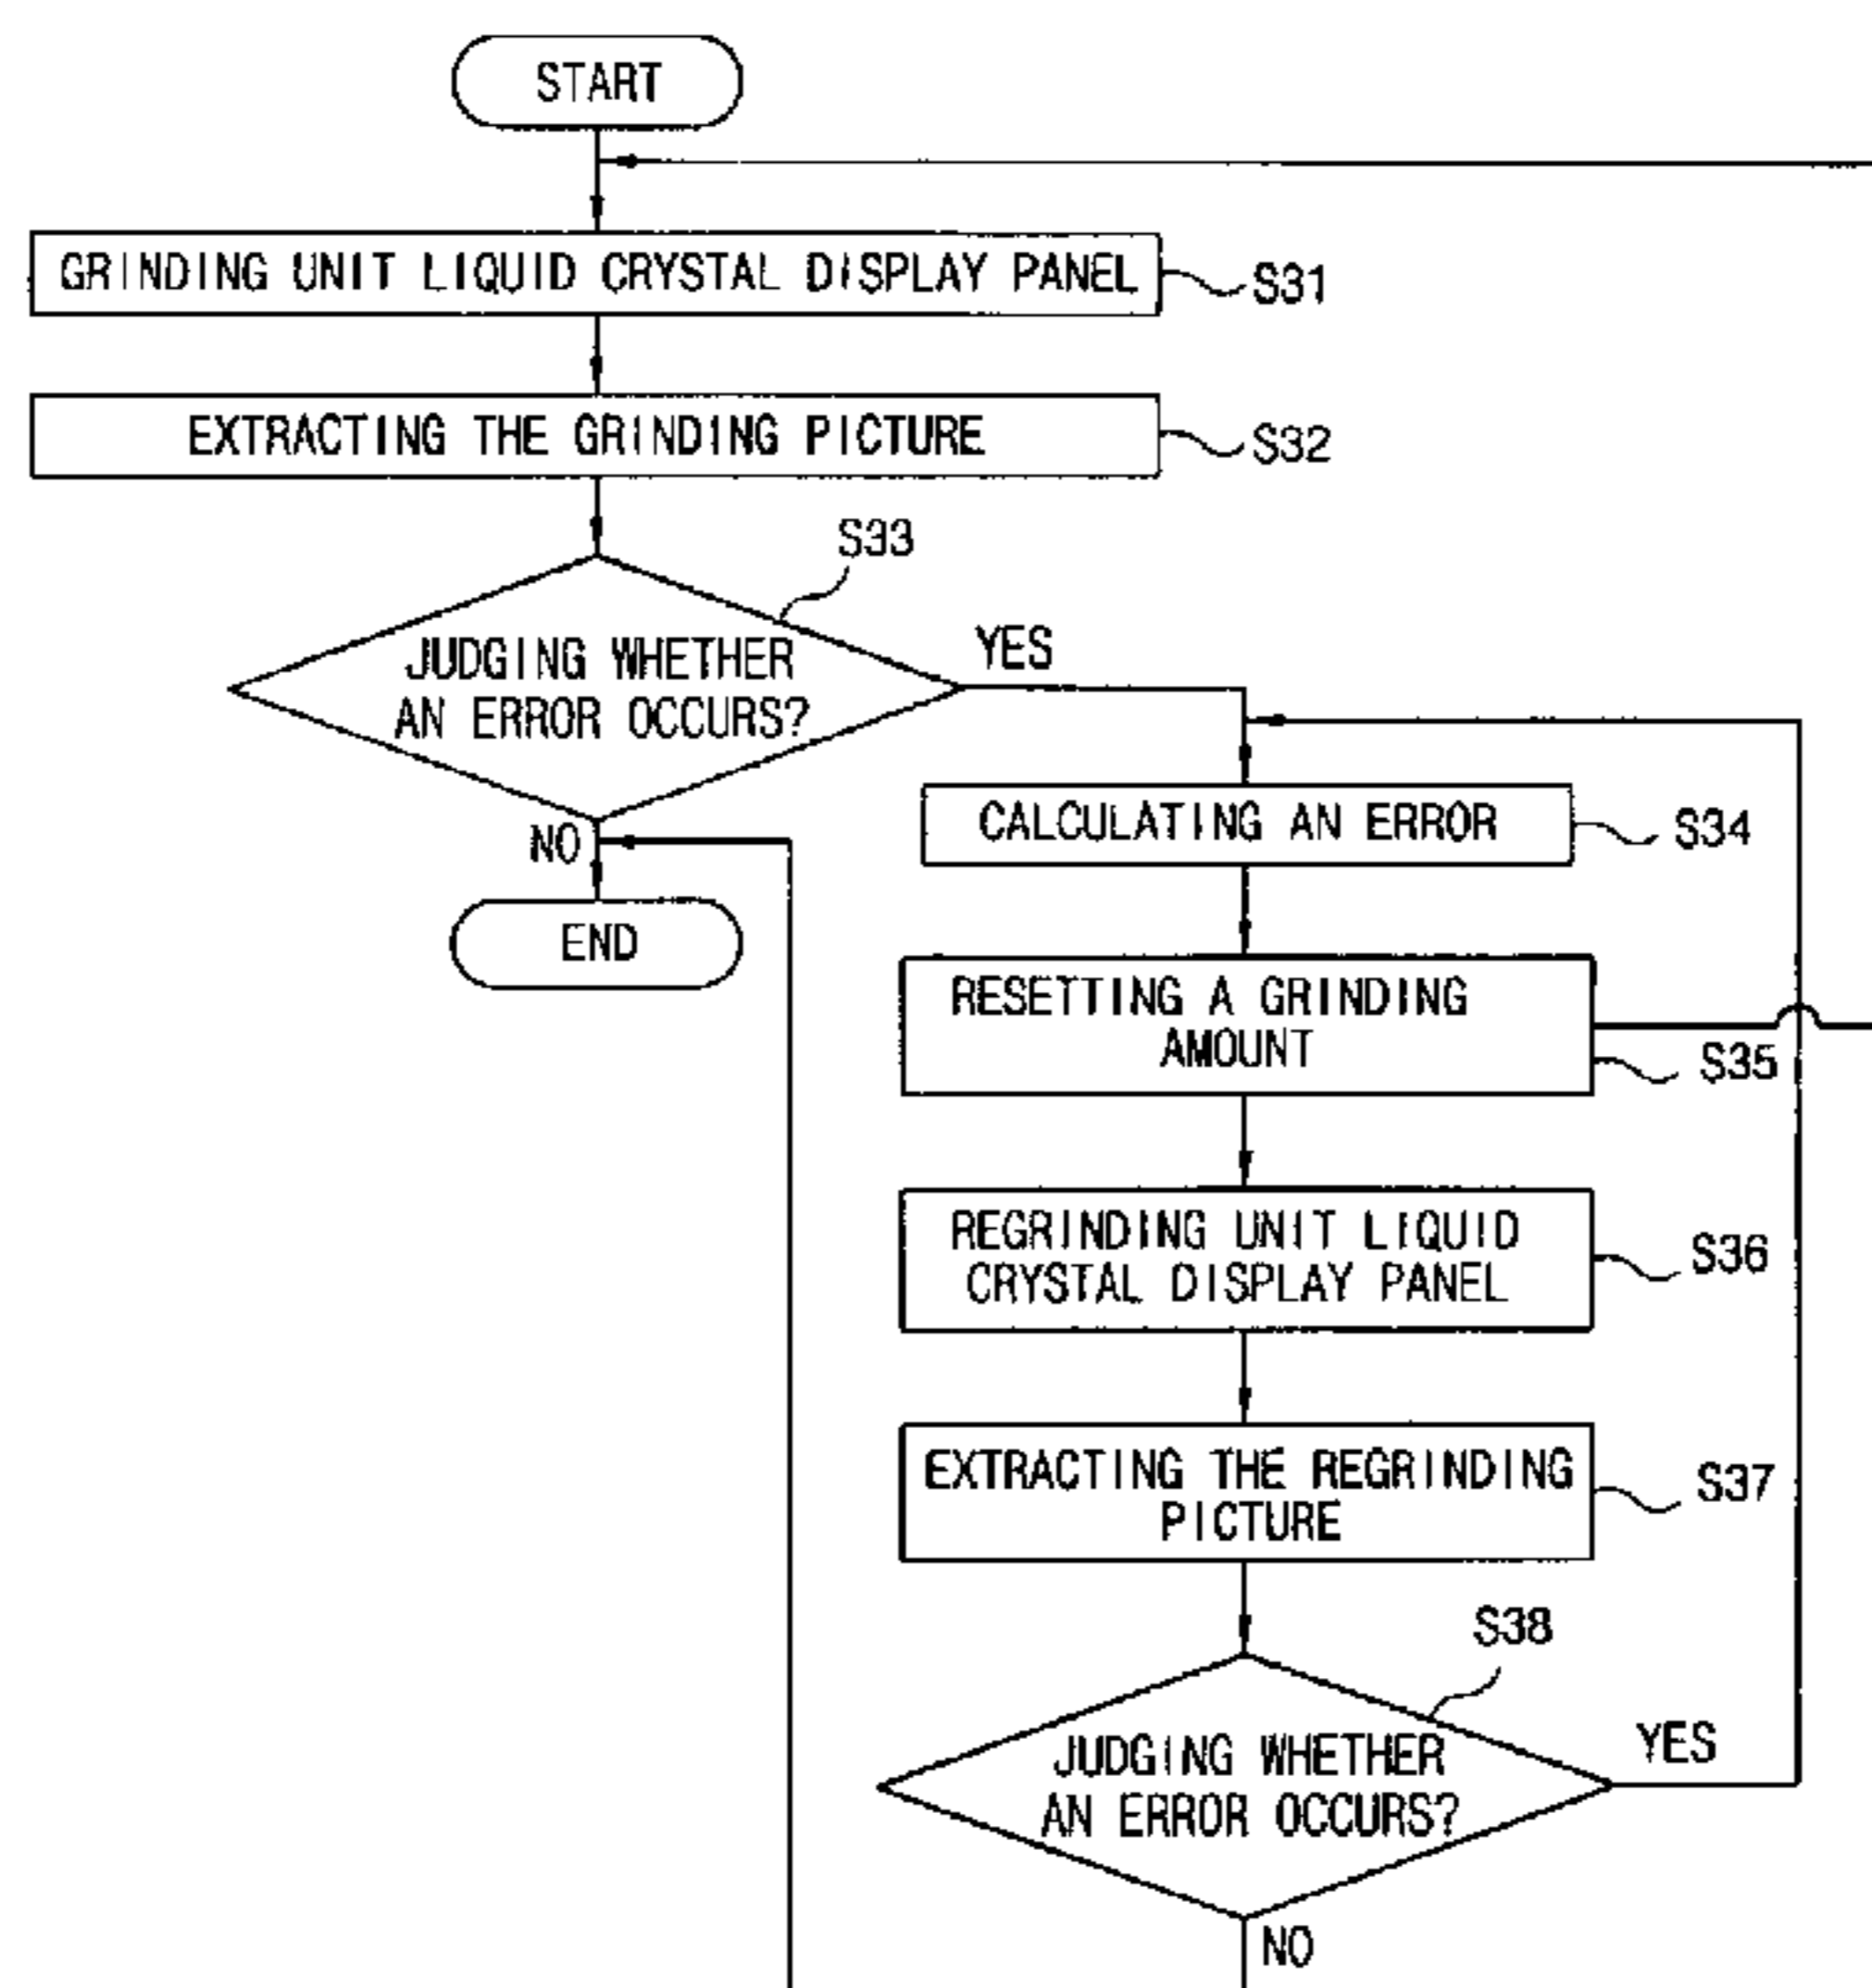 START
GRINDING UNIT LIQUID CRYSTAL DISPLAY PANEL
S31
EXTRACTING THE GRINDING PICTURE
S32
S33
JUDGING WHETHER
AN ERROR OCCURS?
YES
NO
END
CALCULATING AN ERROR
S34
RESETTING A GRINDING
AMOUNT
S35
REGRINDING UNIT LIQUID
CRYSTAL DISPLAY PANEL
S36
EXTRACTING THE REGRINDING
PICTURE
S37
S38
JUDGING WHETHER
AN ERROR OCCURS?
YES
NO